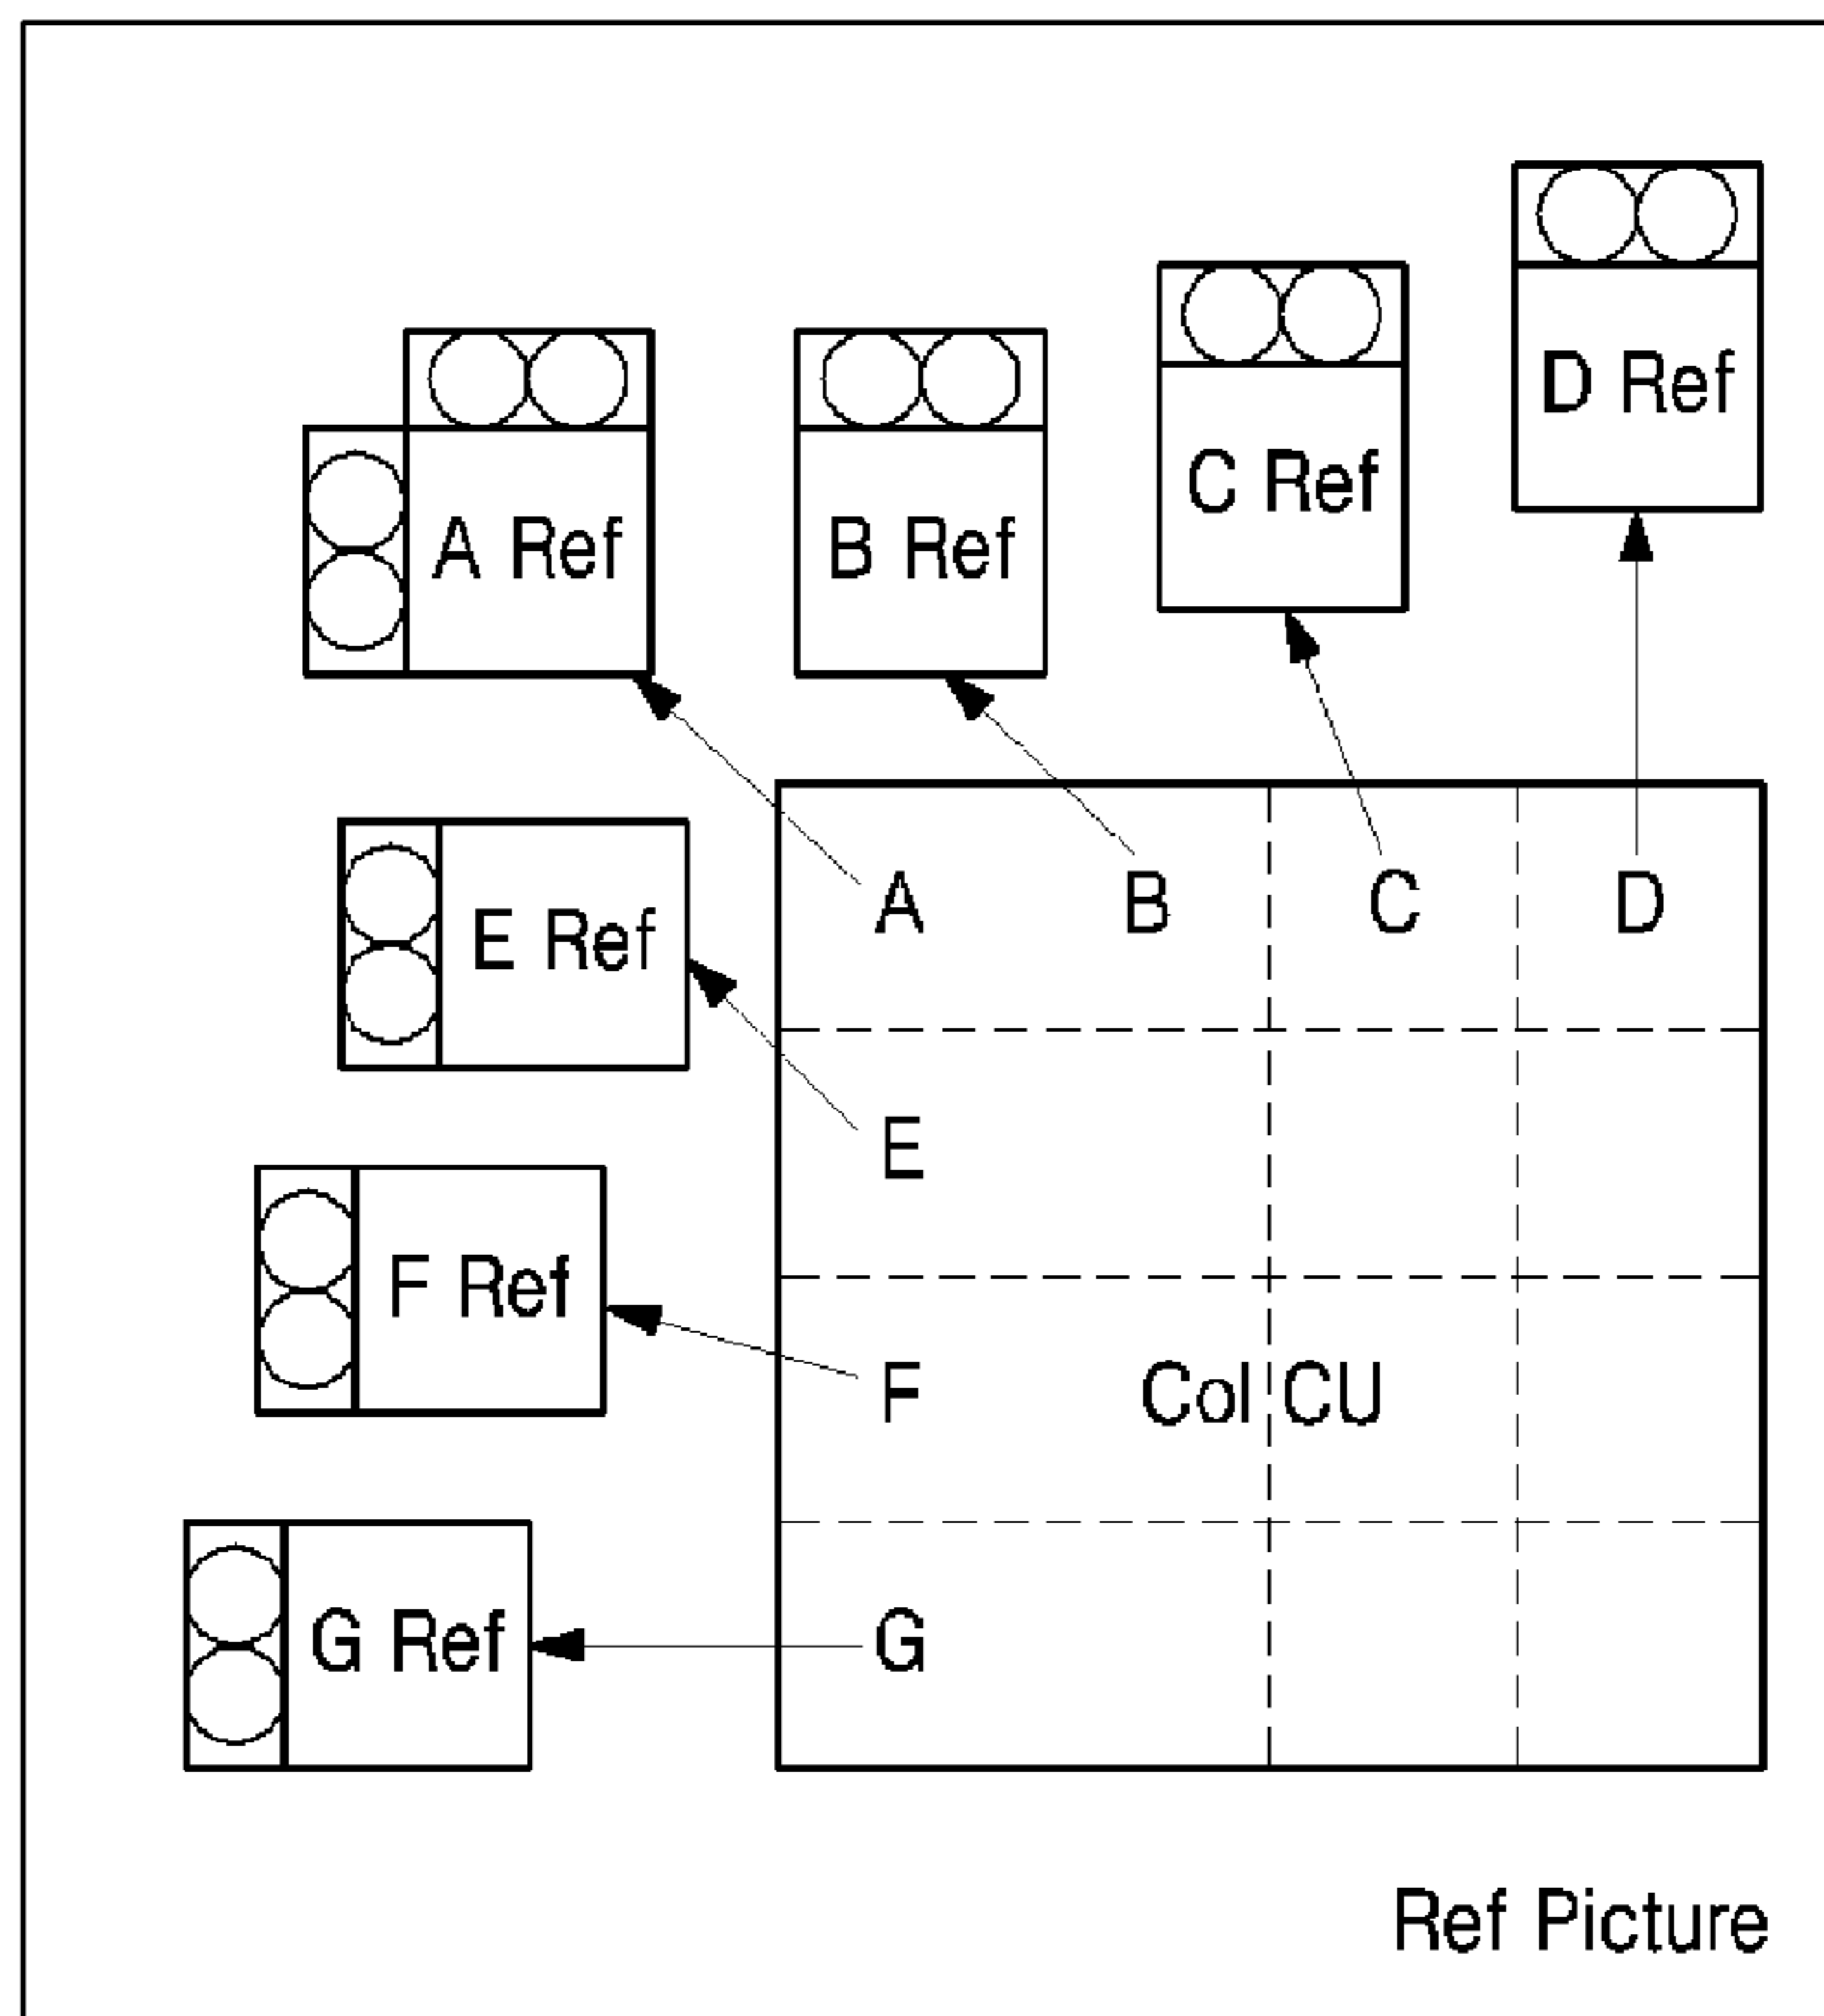 D Ref
C Ref
A Ref
B Ref
A B C D
E Ref
E
F Ref
F
Col CU
G Ref
G
Ref Picture